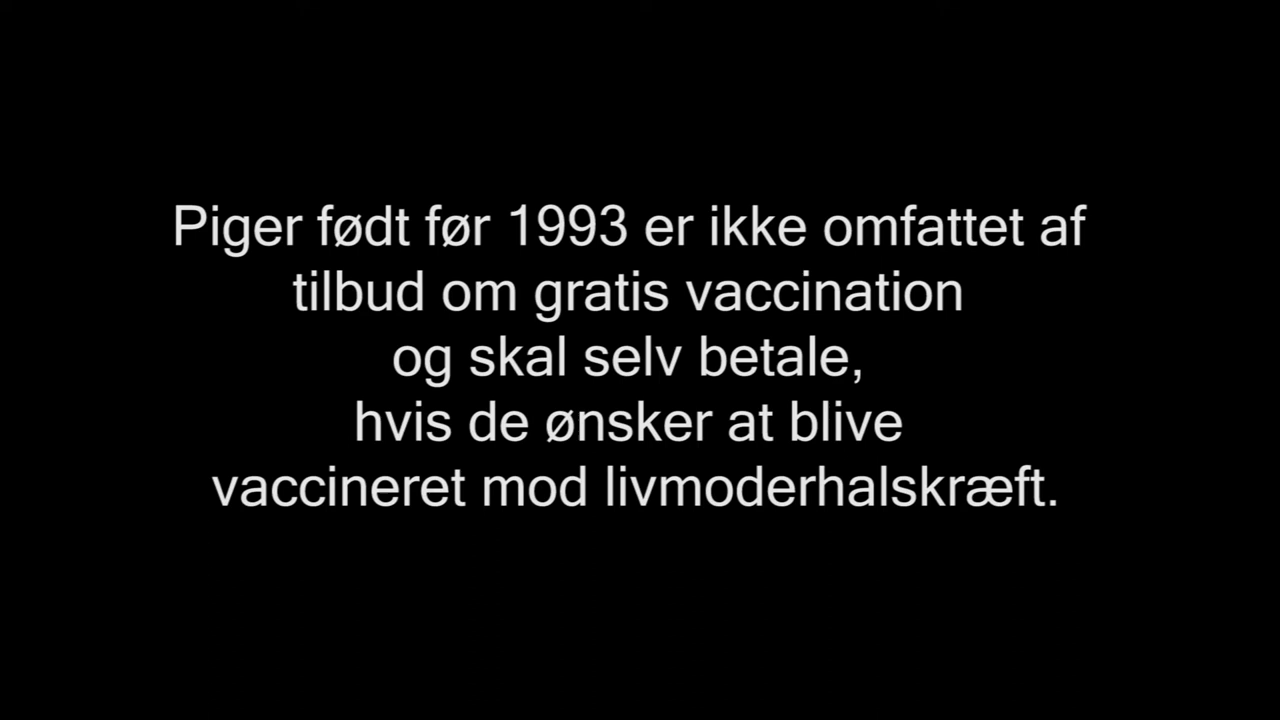 Piger født før 1993 er ikke omfattet af
tilbud om gratis vaccination
og skal selv betale,
hvis de ønsker at blive
vaccineret mod livmoderhalskræft.